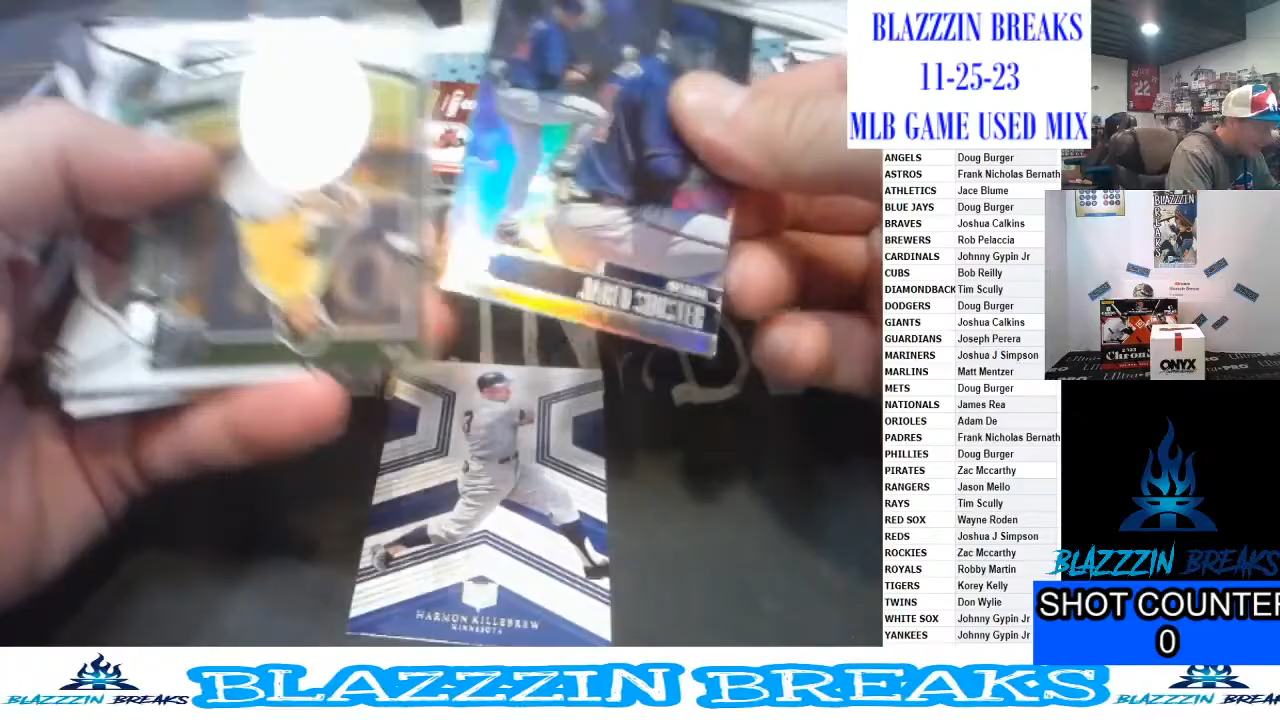 BLAZZZIN BREAKS
11-25-23
MLB GAME USED MIX
ANGELS Doug Burger
ASTROS Frank Nicholas Bernath
ATHLETICS Jace Blume
BLUE JAYS Doug Burger
BRAVES Joshua Calkins
BREWERS Rob Pelaccia
CARDINALS Johnny Gypin Jr
CUBS Bob Reilly
DIAMONDBACK Tim Scully
DODGERS Doug Burger
GIANTS Joshua Calkins
GUARDIANS Joseph Perera
MARINERS Joshua J Simpson
MARLINS Matt Mentzer
METS Doug Burger
NATIONALS James Rea
ORIOLES Adam De
PADRES Frank Nicholas Bernath
PHILLIES Doug Burger
PIRATES Zac Mccarthy
RANGERS Jason Mello
RAYS Tim Scully
RED SOX Wayne Roden
REDS Joshua J Simpson
ROCKIES Zac Mccarthy
ROYALS Robby Martin
TIGERS Korey Kelly
TWINS Don Wylie
WHITE SOX Johnny Gypin Jr
YANKEES Johnny Gypin Jr
22
BLAZZZIN
BREAKS
Chron
ONYX
BLAZZZIN BREAKS
SHOT COUNTER
0
HARMON KILLEBREW
MINNESOTA
BLAZZZIN BREAKS
BLAZZZIN BREAKS
BLAZZZIN BREA